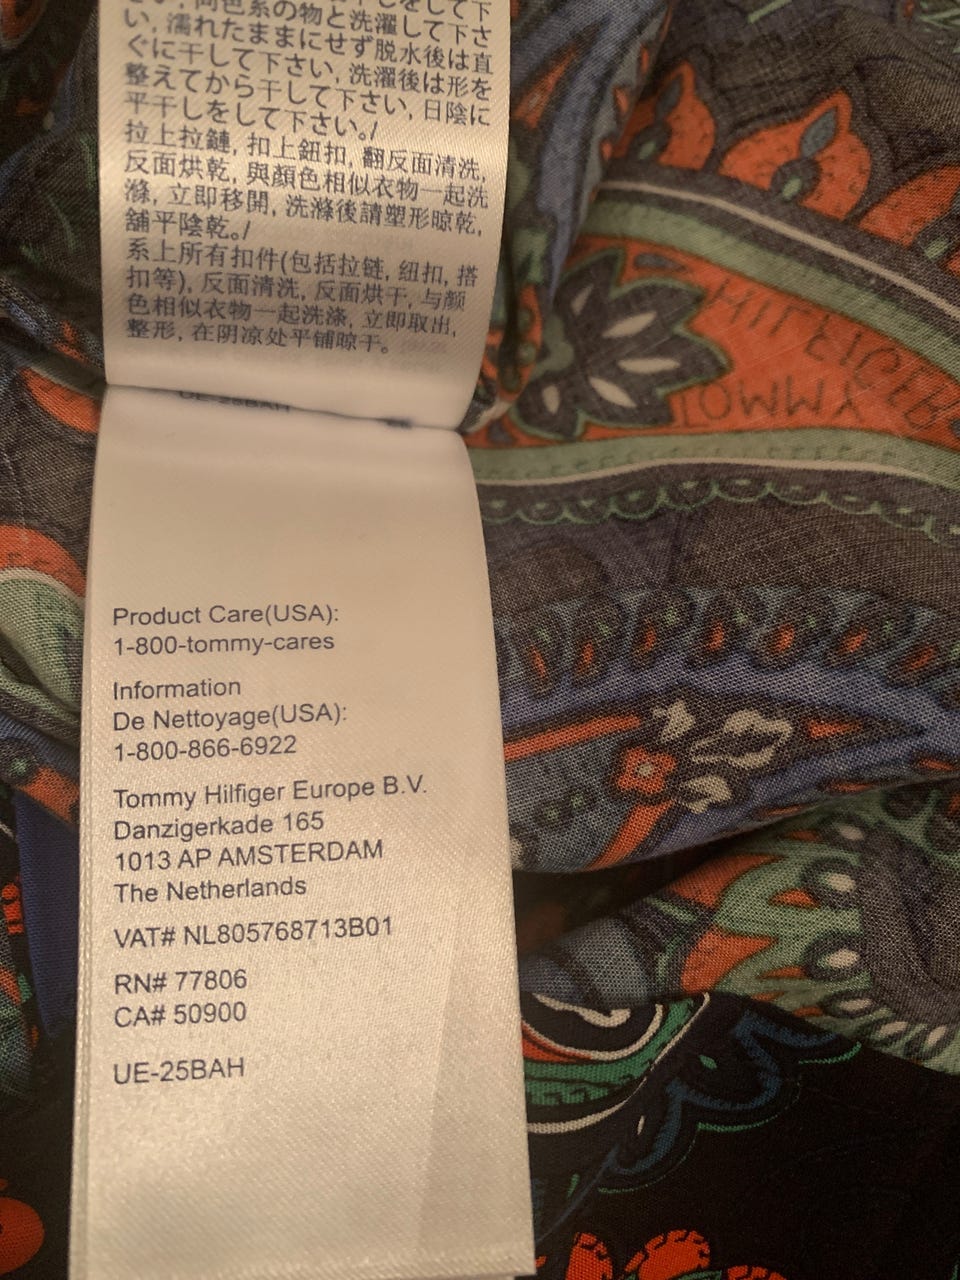 い, 同色系の物と洗濯して下さ
い, 濡れたままにせず脱水後は直
ぐに干して下さい, 洗濯後は形を
整えてから干して下さい, 日陰に
平干しをして下さい。/
拉上拉鏈, 扣上鈕扣, 翻反面清洗,
反面烘乾, 與顏色相似衣物一起洗
滌, 立即移開, 洗滌後請塑形晾乾,
舖平陰乾。/
系上所有扣件(包括拉链, 纽扣, 搭
扣等), 反面清洗, 反面烘干, 与颜
色相似衣物一起洗涤, 立即取出,
整形, 在阴凉处平铺晾干。
UE-25BAH
Product Care(USA):
1-800-tommy-cares
Information
De Nettoyage(USA):
1-800-866-6922
Tommy Hilfiger Europe B.V.
Danzigerkade 165
1013 AP AMSTERDAM
The Netherlands
VAT# NL805768713B01
RN# 77806
CA# 50900
UE-25BAH
HILFIGER
TOMMY